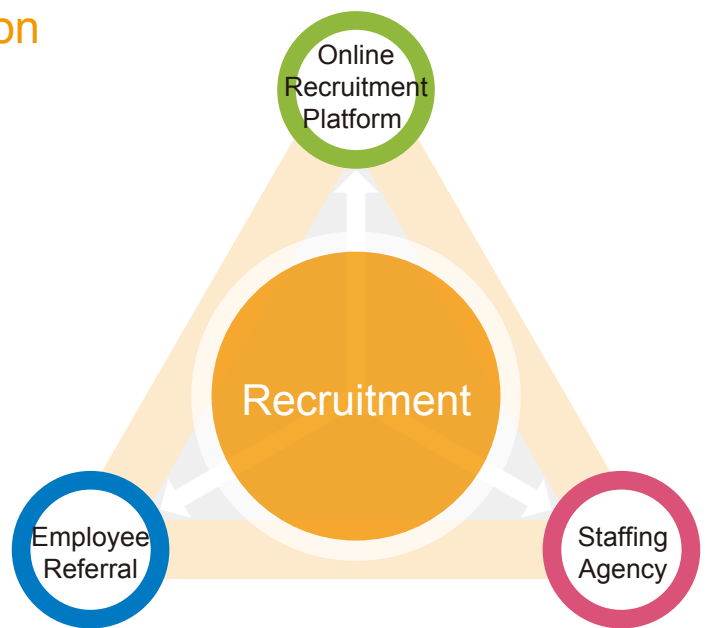 on
Online
Recruitment
Platform
Recruitment
Employee
Referral
Staffing
Agency